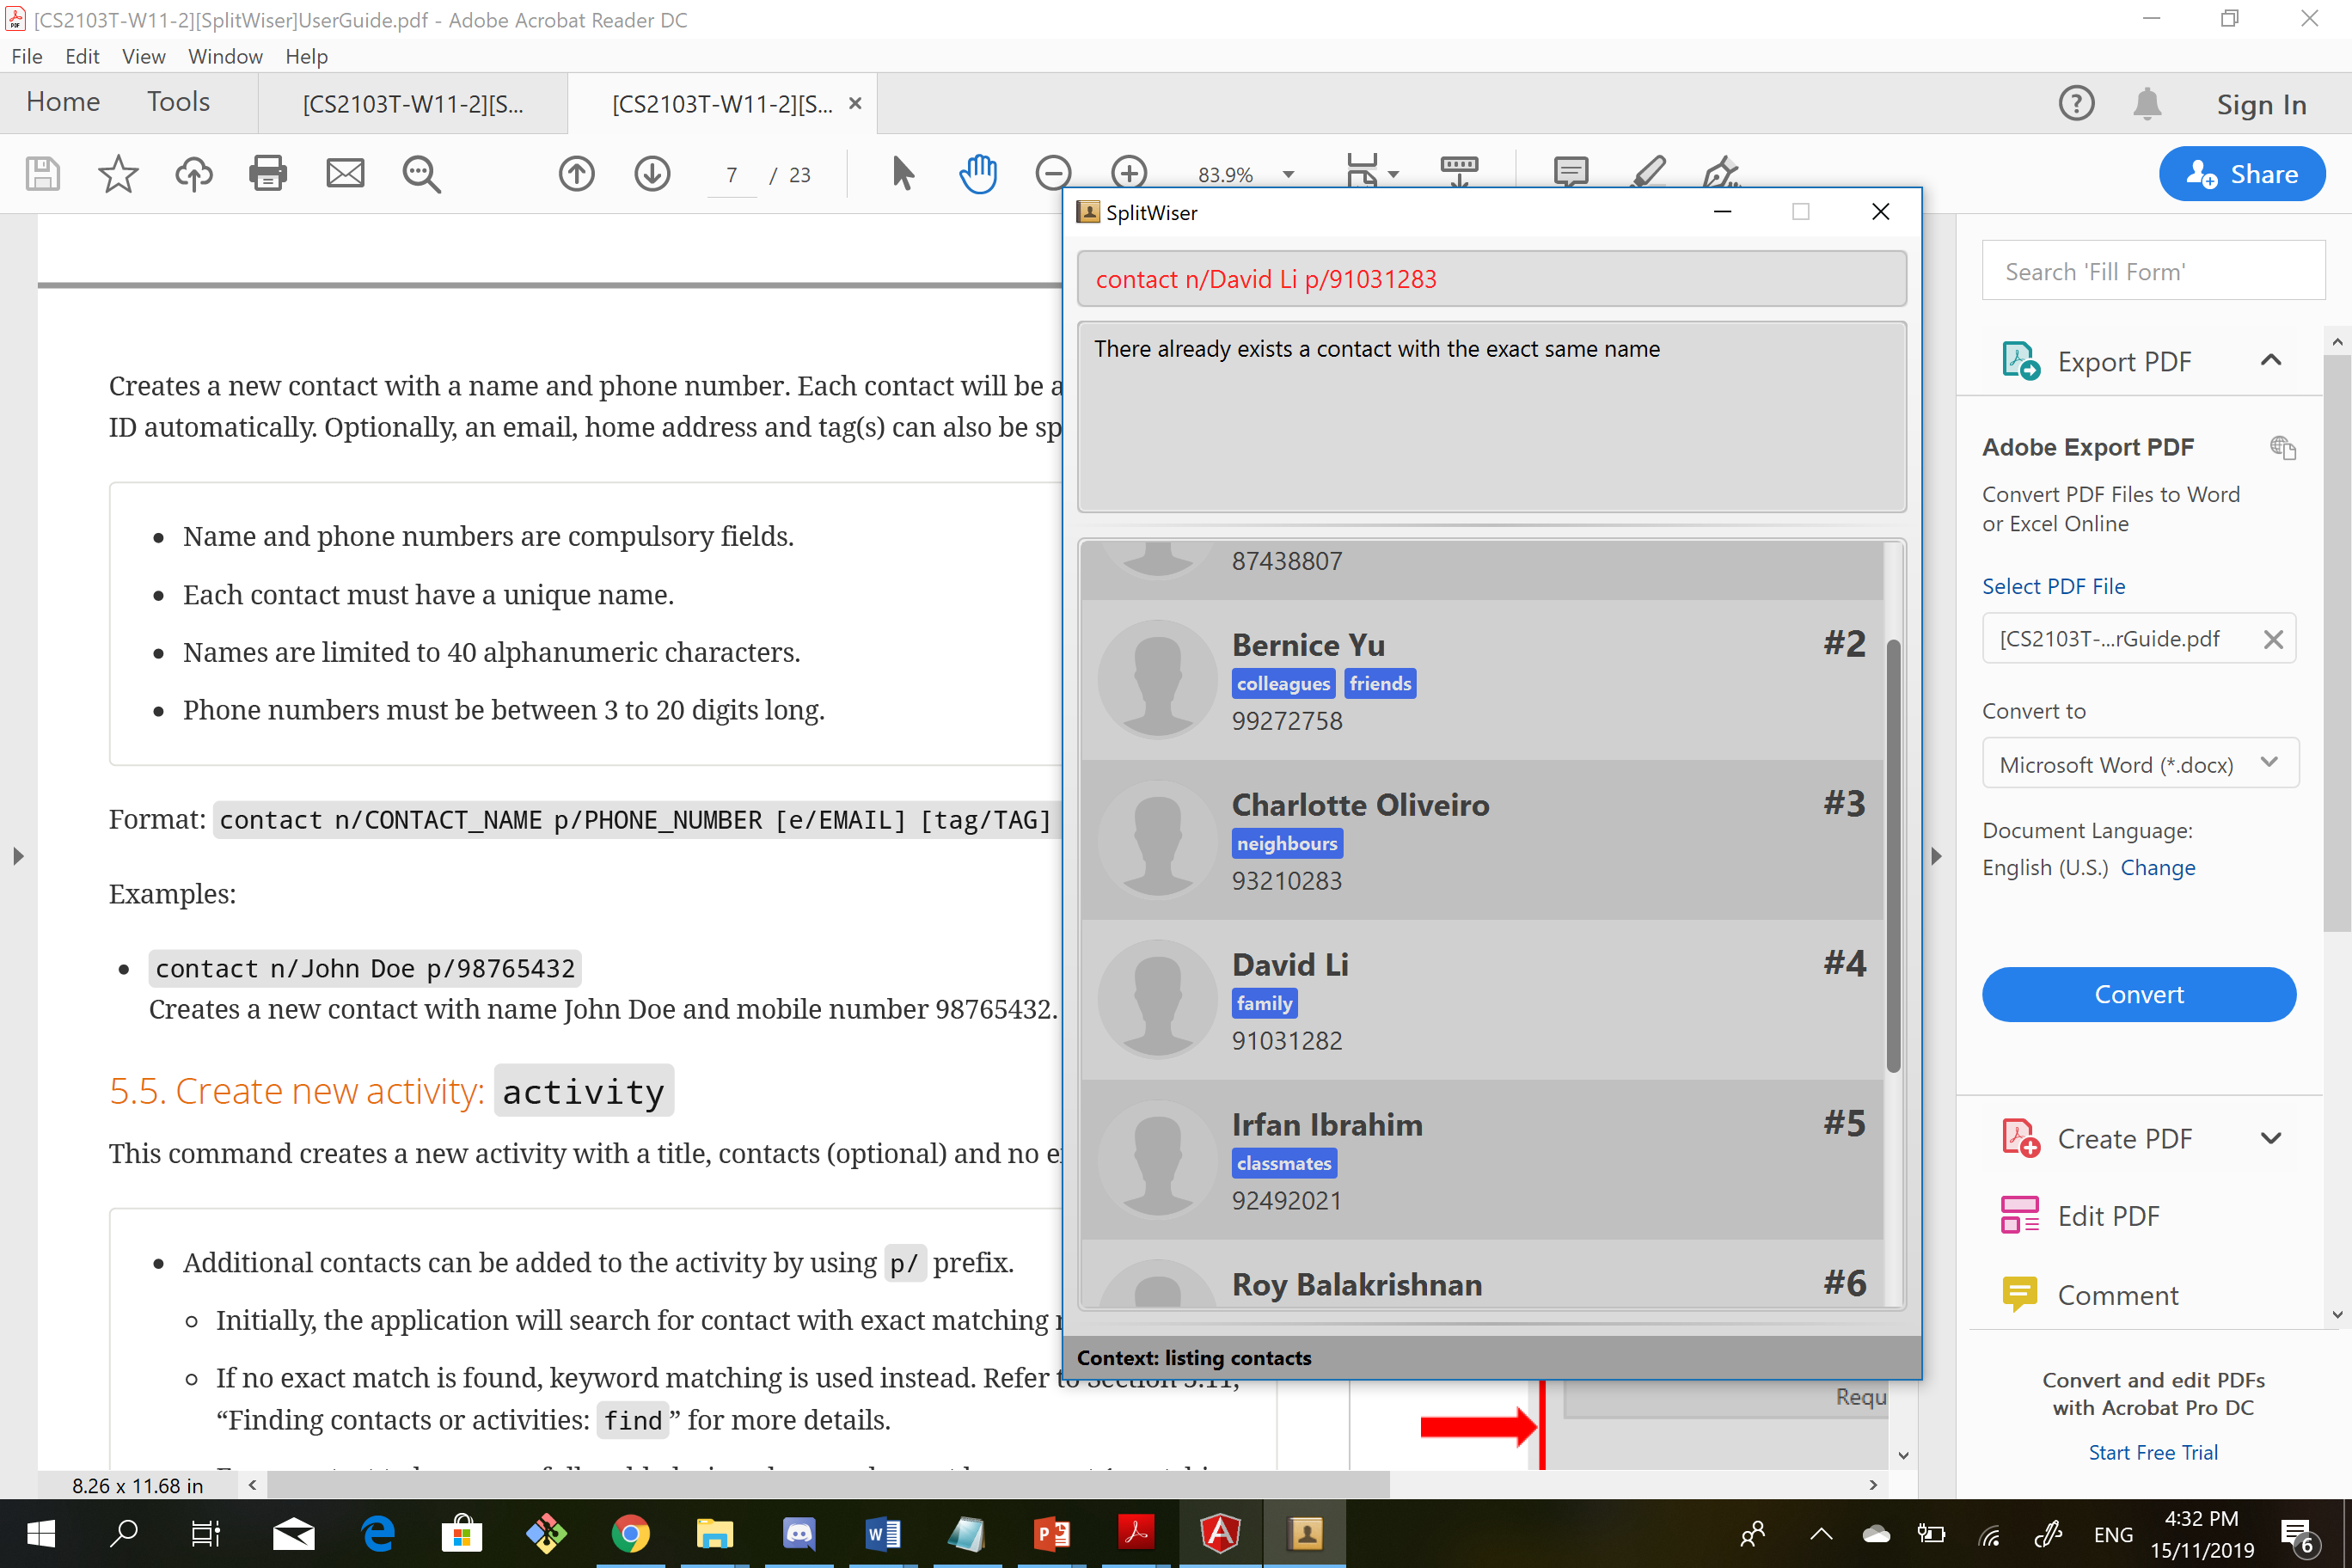 [CS2103T-W11-2][SplitWiser]UserGuide.pdf - Adobe Acrobat Reader DC
File Edit View Window Help
Home Tools [CS2103T-W11-2][S... [CS2103T-W11-2][S... Sign In
7 / 23 83.9% Share
Creates a new contact with a name and phone number. Each contact will be a
ID automatically. Optionally, an email, home address and tag(s) can also be sp
• Name and phone numbers are compulsory fields.
• Each contact must have a unique name.
• Names are limited to 40 alphanumeric characters.
• Phone numbers must be between 3 to 20 digits long.
Format: contact n/CONTACT_NAME p/PHONE_NUMBER [e/EMAIL] [tag/TAG]
Examples:
• contact n/John Doe p/98765432
Creates a new contact with name John Doe and mobile number 98765432.
5.5. Create new activity: activity
This command creates a new activity with a title, contacts (optional) and no e
• Additional contacts can be added to the activity by using p/ prefix.
Initially, the application will search for contact with exact matching
If no exact match is found, keyword matching is used instead. Refer to Section 5.11,
“Finding contacts or activities: find” for more details.
8.26 x 11.68 in
SplitWiser
contact n/David Li p/91031283
There already exists a contact with the exact same name
87438807
Bernice Yu #2
colleagues friends
99272758
Charlotte Oliveiro #3
neighbours
93210283
David Li #4
family
91031282
Irfan Ibrahim #5
classmates
92492021
Roy Balakrishnan #6
Context: listing contacts
Requ
Search 'Fill Form'
Export PDF
Adobe Export PDF
Convert PDF Files to Word
or Excel Online
Select PDF File
[CS2103T-...rGuide.pdf
Convert to
Microsoft Word (*.docx)
Document Language:
English (U.S.) Change
Convert
Create PDF
Edit PDF
Comment
Convert and edit PDFs
with Acrobat Pro DC
Start Free Trial
ENG
4:32 PM
15/11/2019
6